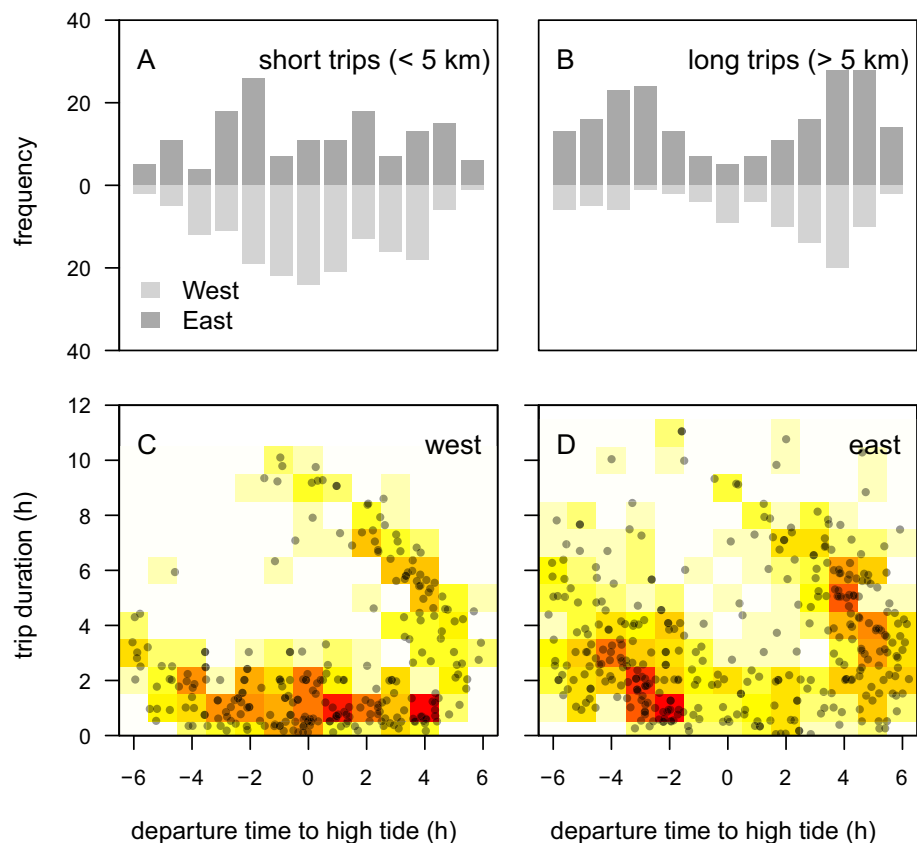 40
20
0
20
40
frequency
A
short trips (< 5 km)
West
East
B
long trips (> 5 km)
12
10
8
6
4
2
0
trip duration (h)
C
west
D
east
−6 −4 −2 0 2 4 6
−6 −4 −2 0 2 4 6
departure time to high tide (h)
departure time to high tide (h)